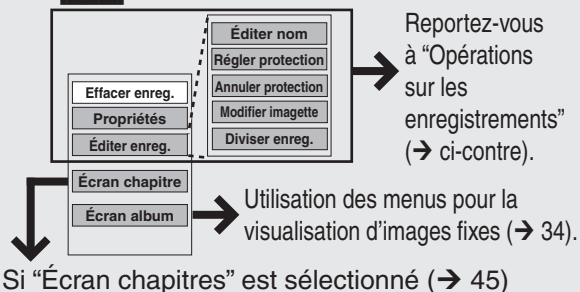 Éditer nom
Régler protection
Annuler protection
Modifier imagette
Diviser enreg.
Reportez-vous
à “Opérations
sur les
enregistrements”
(➔ ci-contre).
Effacer enreg.
Propriétés
Éditer enreg.
Écran chapitre
Écran album
Utilisation des menus pour la
visualisation d’images fixes (➔ 34).
Si “Écran chapitres” est sélectionné (➔ 45)